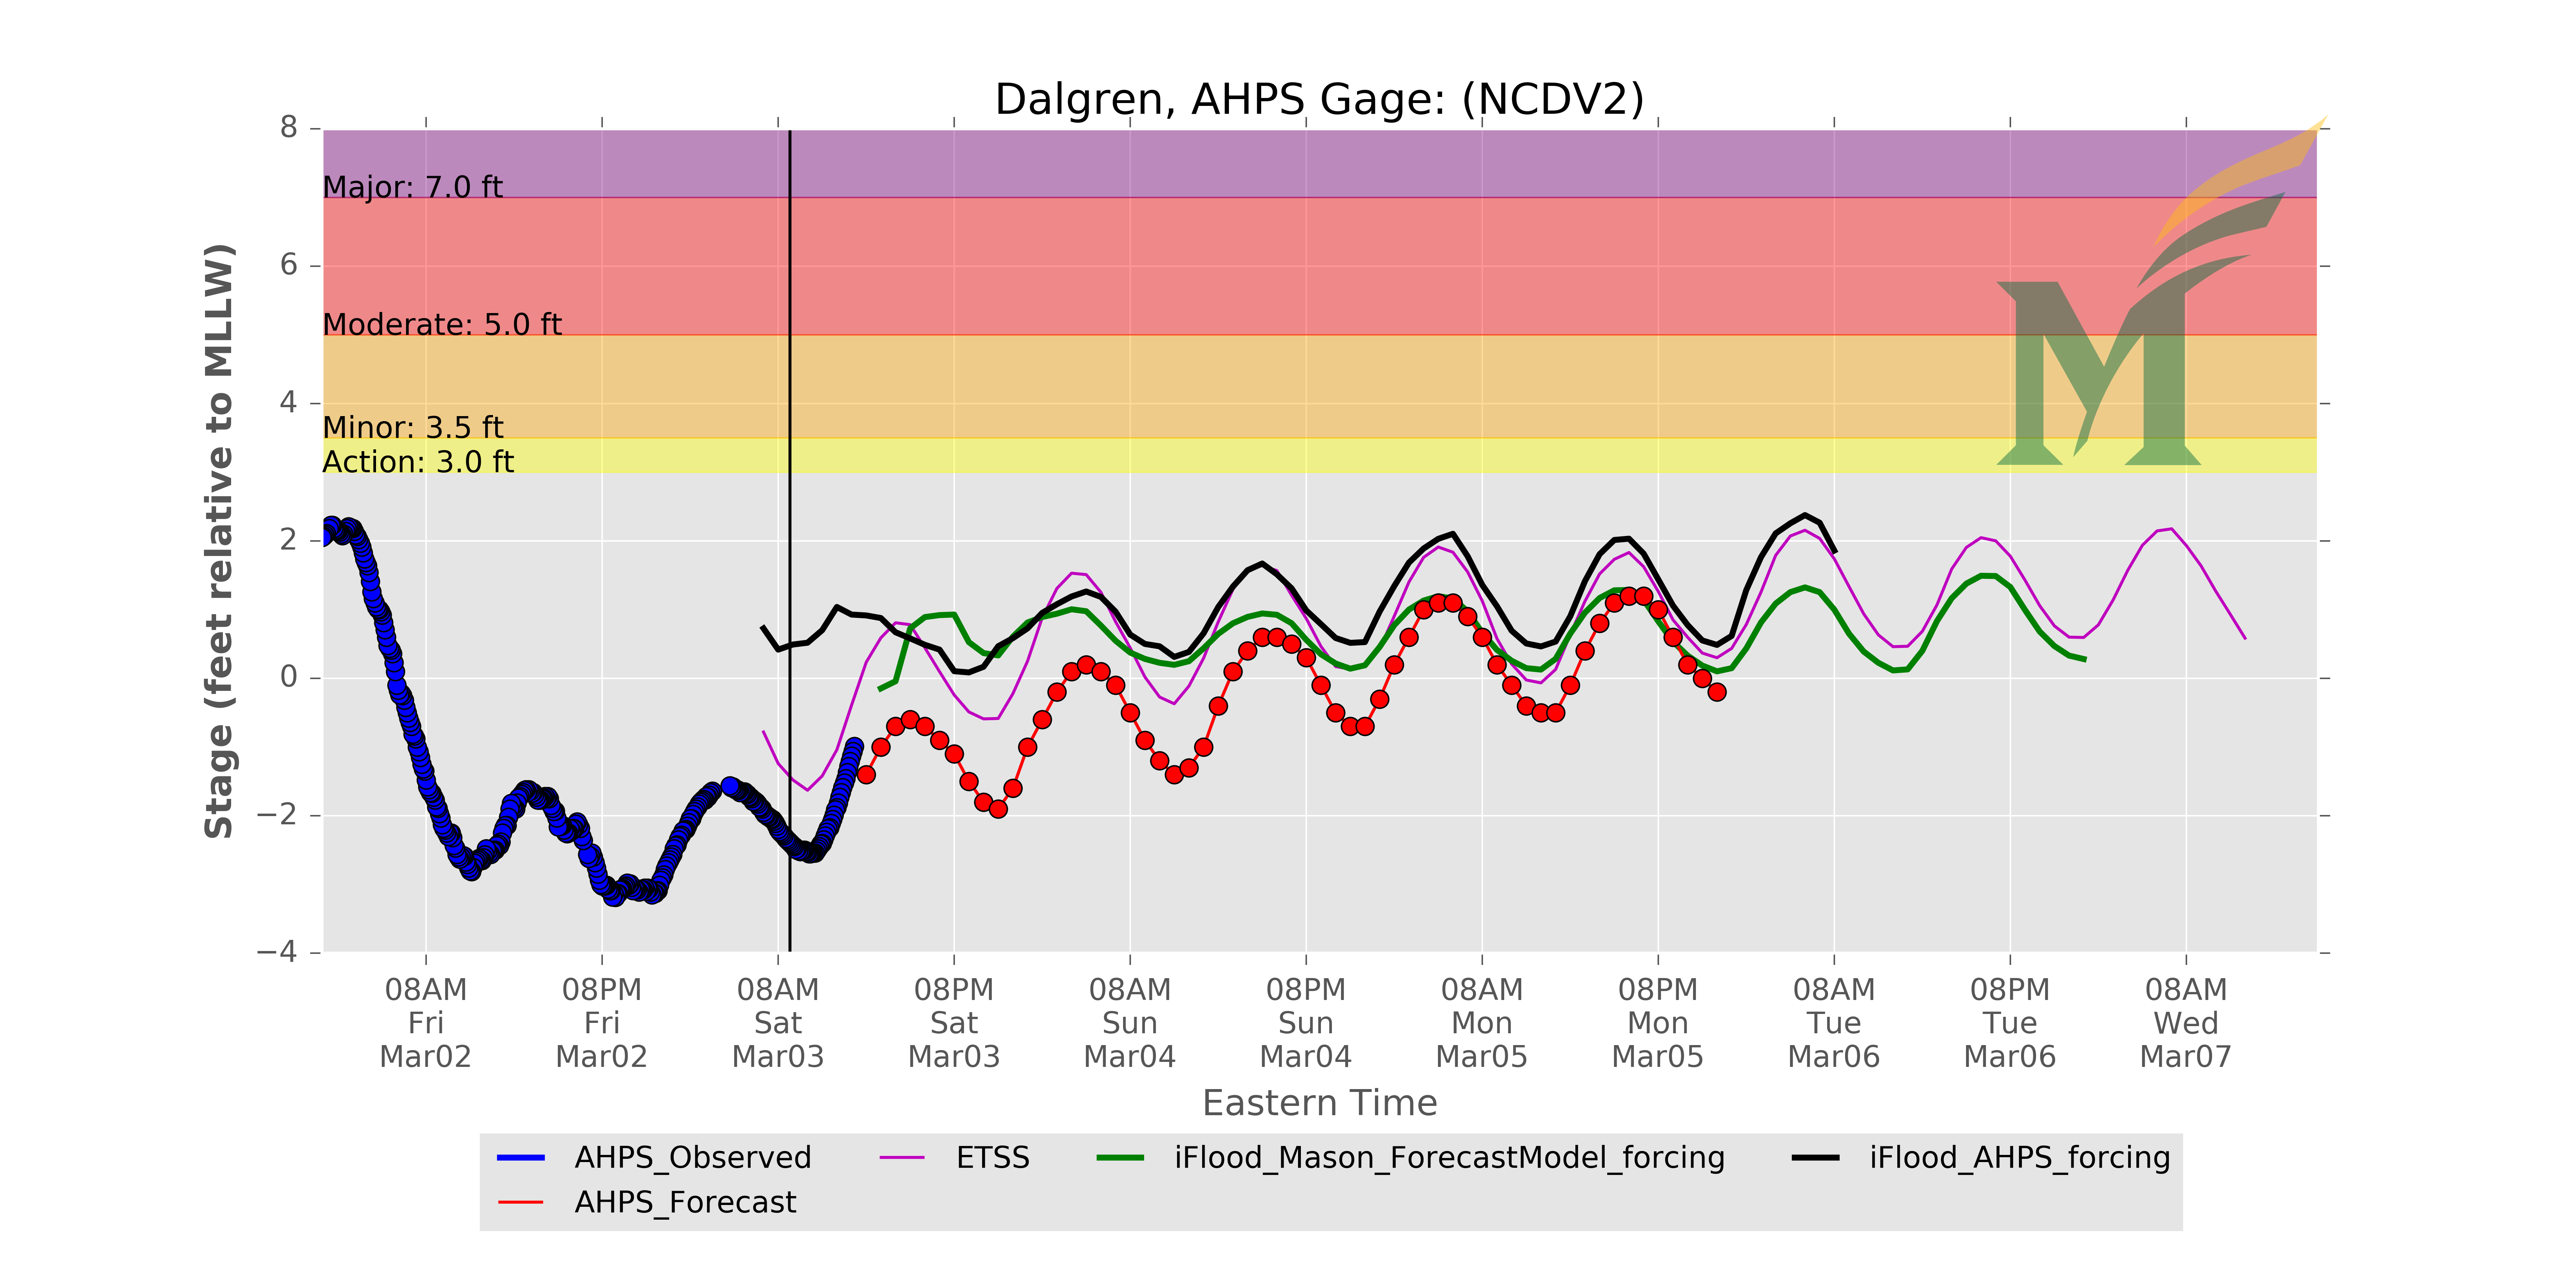 Dalgren, AHPS Gage: (NCDV2)
8
Major: 7.0 ft
6
Moderate: 5.0 ft
4
Minor: 3.5 ft
Action: 3.0 ft
2
0
−2
−4
Stage (feet relative to MLLW)
08AM 08PM 08AM 08PM 08AM 08PM 08AM 08PM 08AM 08PM 08AM
Fri Fri Sat Sat Sun Sun Mon Mon Tue Tue Wed
Mar02 Mar02 Mar03 Mar03 Mar04 Mar04 Mar05 Mar05 Mar06 Mar06 Mar07
Eastern Time
AHPS_Observed ETSS iFlood_Mason_ForecastModel_forcing iFlood_AHPS_forcing
AHPS_Forecast
M